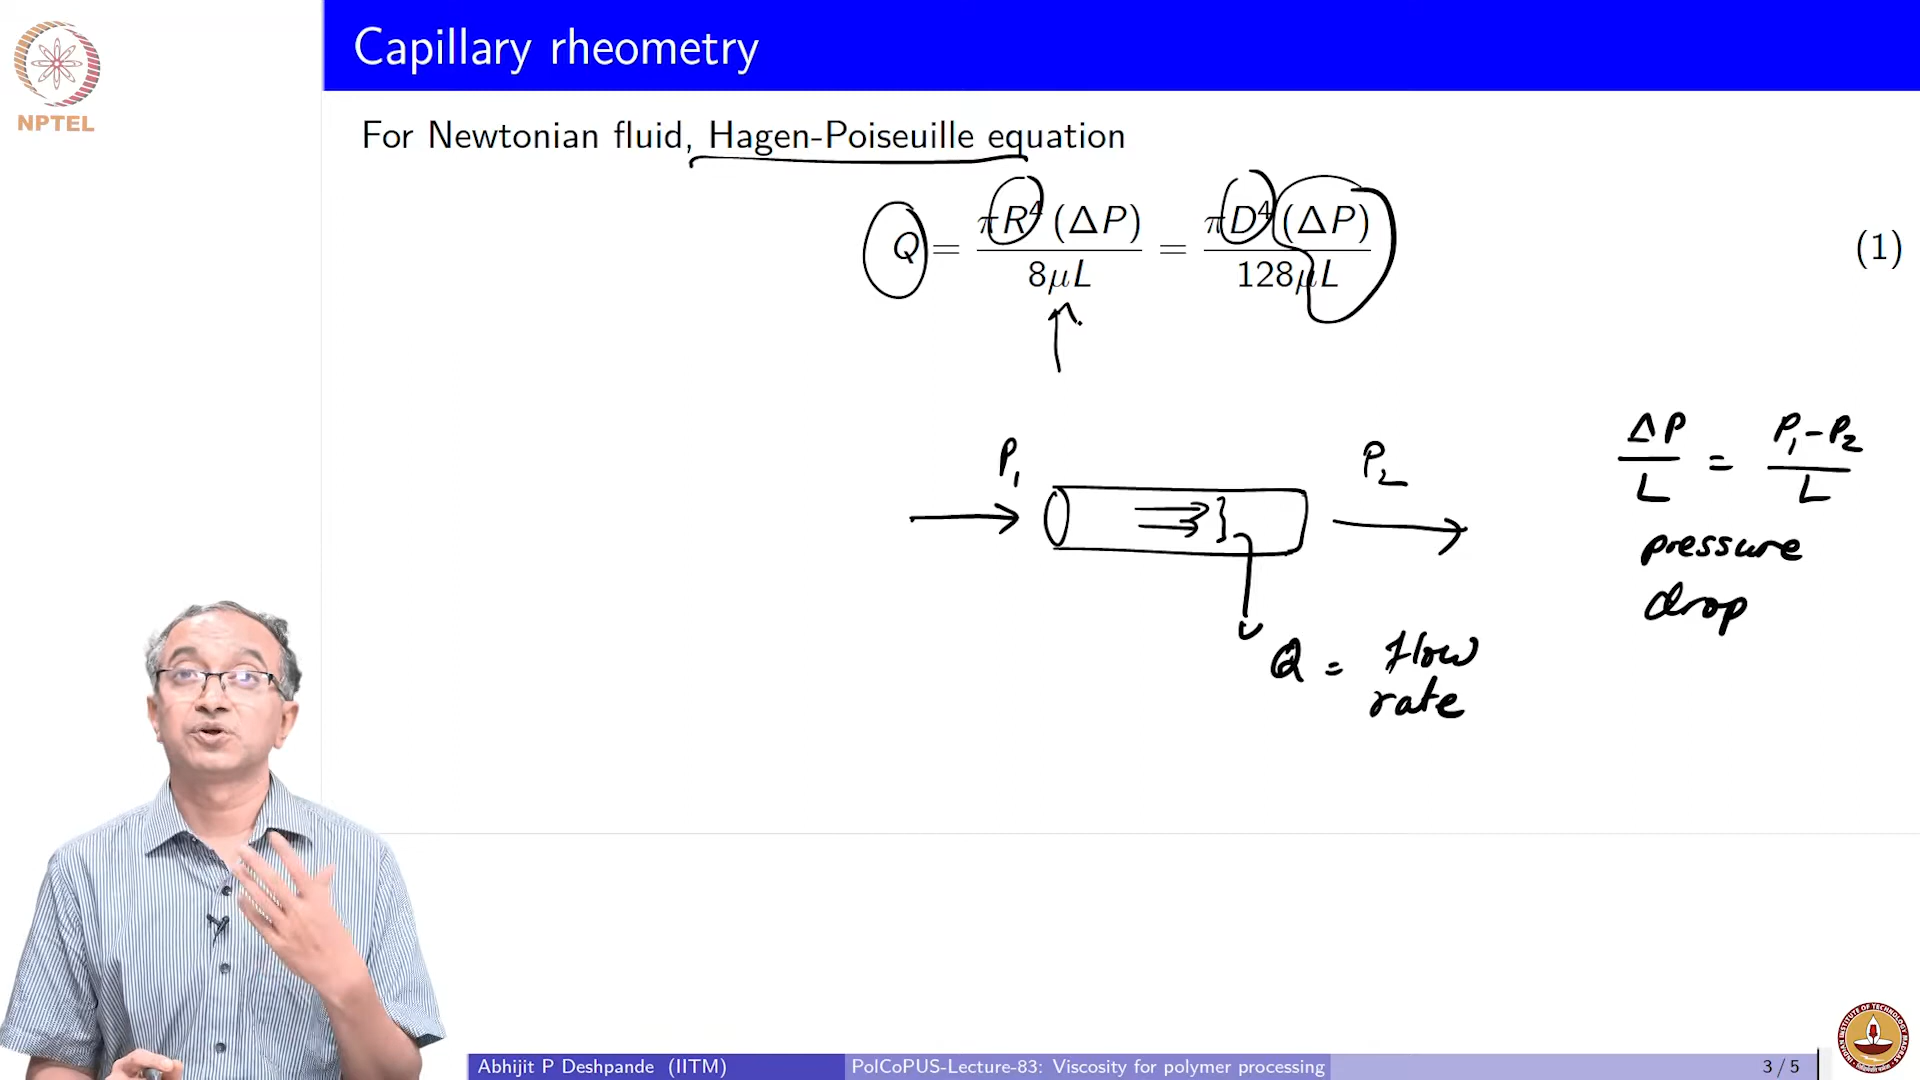 Capillary rheometry
NPTEL
For Newtonian fluid, Hagen-Poiseuille equation
Q = πR⁴ (ΔP) / 8μL = πD⁴ (ΔP) / 128μL (1)
P₁ P₂
ΔP / L = P₁ - P₂ / L
pressure
drop
Q = flow
rate
Abhijit P Deshpande (IITM) PolCoPUS-Lecture-83: Viscosity for polymer processing 3 / 5